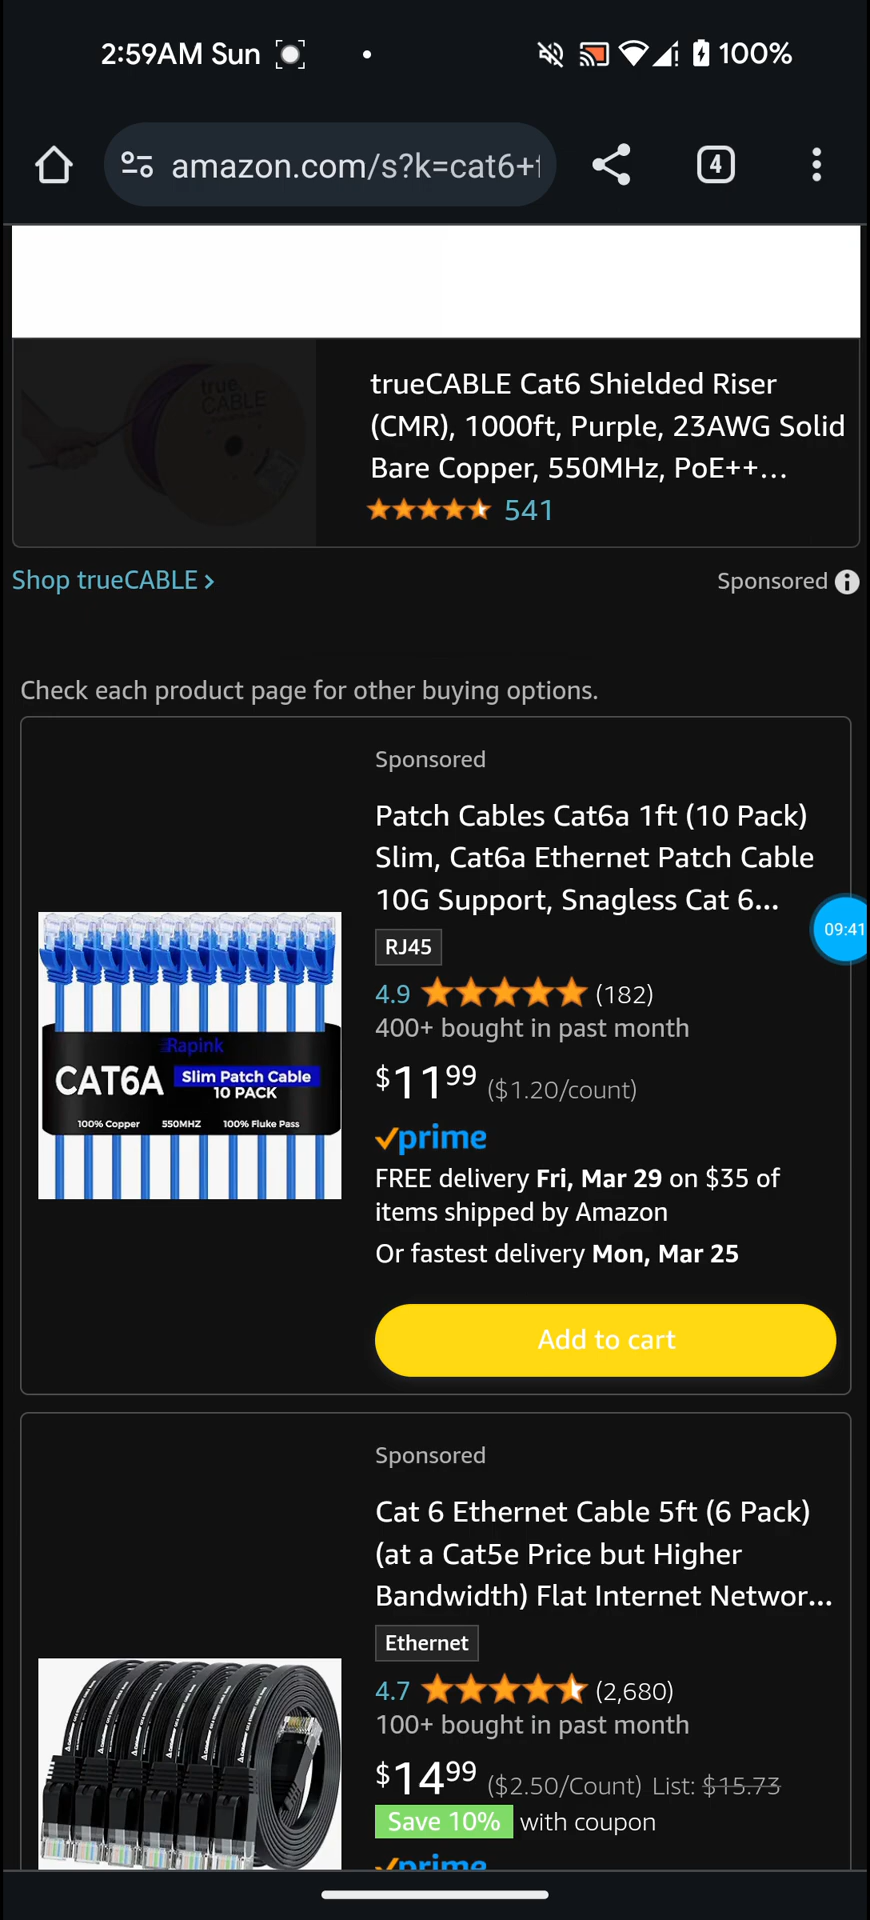 2:59AM Sun
100%
amazon.com/s?k=cat6+
4
true
CABLE
trueCABLE Cat6 Shielded Riser
(CMR), 1000ft, Purple, 23AWG Solid
Bare Copper, 550MHz, PoE++...
541
Shop trueCABLE ›
Sponsored
Check each product page for other buying options.
Sponsored
Patch Cables Cat6a 1ft (10 Pack)
Slim, Cat6a Ethernet Patch Cable
10G Support, Snagless Cat 6...
RJ45
09:41
4.9 (182)
400+ bought in past month
$11.99 ($1.20/count)
prime
FREE delivery Fri, Mar 29 on $35 of
items shipped by Amazon
Or fastest delivery Mon, Mar 25
Add to cart
Rapink
CAT6A Slim Patch Cable
10 PACK
100% Copper 550MHZ 100% Fluke Pass
Sponsored
Cat 6 Ethernet Cable 5ft (6 Pack)
(at a Cat5e Price but Higher
Bandwidth) Flat Internet Networ...
Ethernet
4.7 (2,680)
100+ bought in past month
$14.99 ($2.50/Count) List: $15.73
Save 10% with coupon
prime